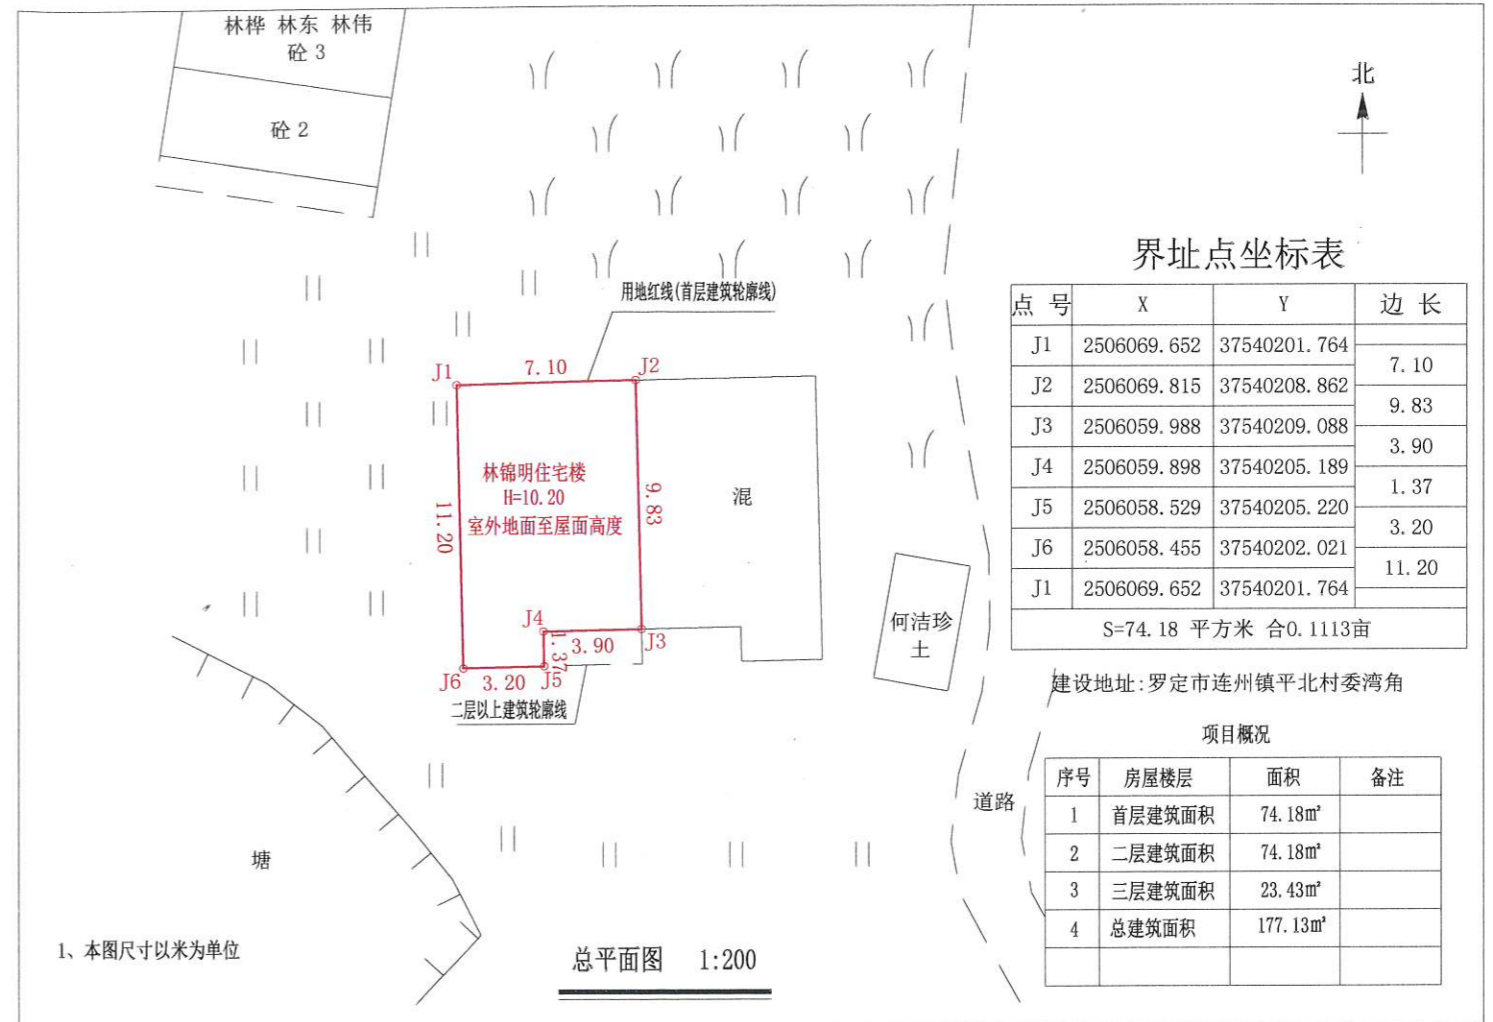 林桦 林东 林伟
砼 3
砼 2
北
用地红线(首层建筑轮廓线)
J1
7.10
J2
林锦明住宅楼
H=10.20
室外地面至屋面高度
11.20
9.83
混
J4
1.37
3.90
J3
J6
3.20
J5
二层以上建筑轮廓线
何洁珍
土
道路
塘
1、本图尺寸以米为单位
总平面图 1:200
界址点坐标表
点 号 X Y 边 长
J1 2506069.652 37540201.764
7.10
J2 2506069.815 37540208.862
9.83
J3 2506059.988 37540209.088
3.90
J4 2506059.898 37540205.189
1.37
J5 2506058.529 37540205.220
3.20
J6 2506058.455 37540202.021
11.20
J1 2506069.652 37540201.764
S=74.18 平方米 合0.1113亩
建设地址:罗定市连州镇平北村委湾角
项目概况
序号 房屋楼层 面积 备注
1 首层建筑面积 74.18㎡
2 二层建筑面积 74.18㎡
3 三层建筑面积 23.43㎡
4 总建筑面积 177.13㎡